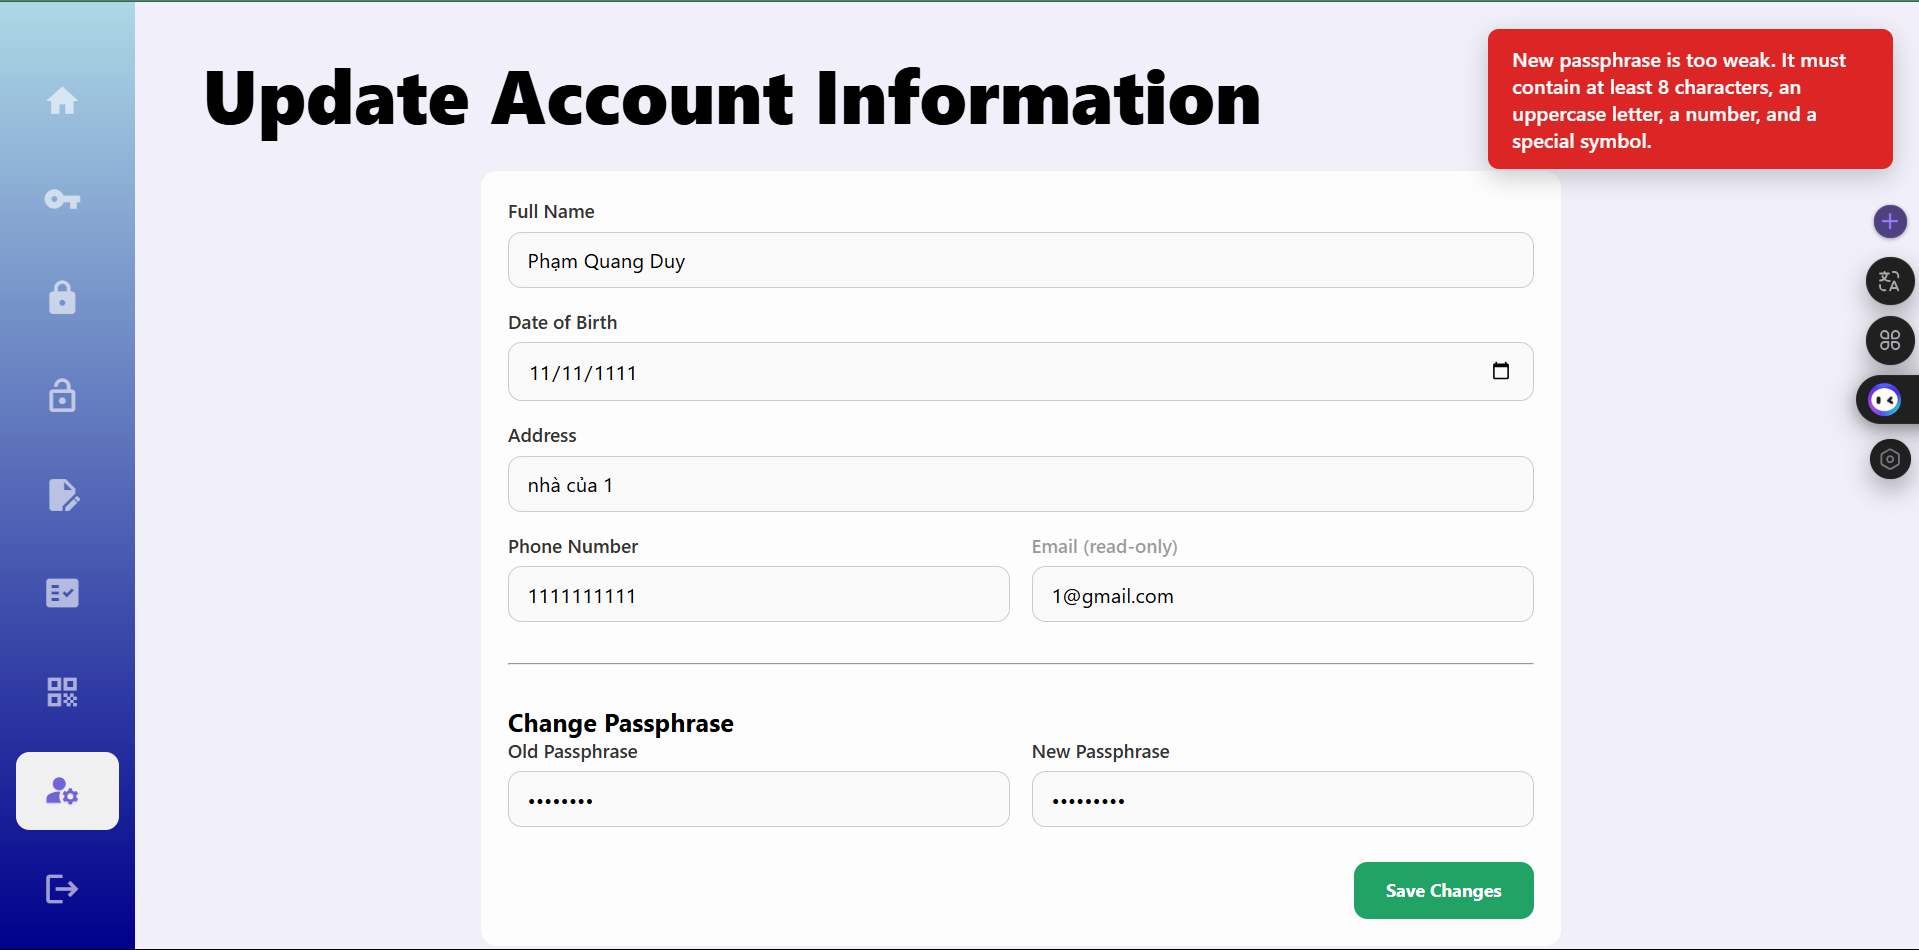 Update Account Information
New passphrase is too weak. It must
contain at least 8 characters, an
uppercase letter, a number, and a
special symbol.
Full Name
Phạm Quang Duy
Date of Birth
11/11/1111
Address
nhà của 1
Phone Number
1111111111
Email (read-only)
1@gmail.com
Change Passphrase
Old Passphrase
••••••••
New Passphrase
•••••••••
Save Changes